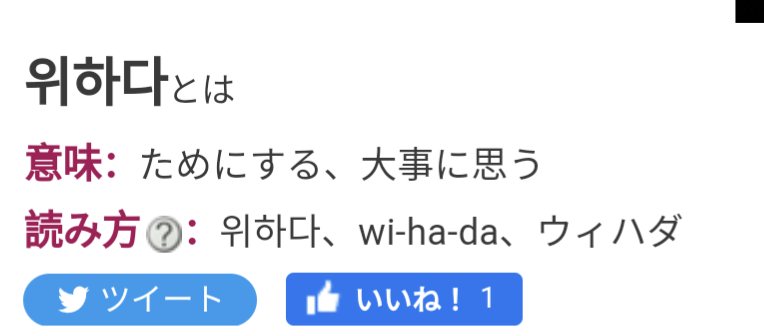 위하다とは
意味：ためにする、大事に思う
読み方?：위하다、wi-ha-da、ウィハダ
ツイート いいね！ 1